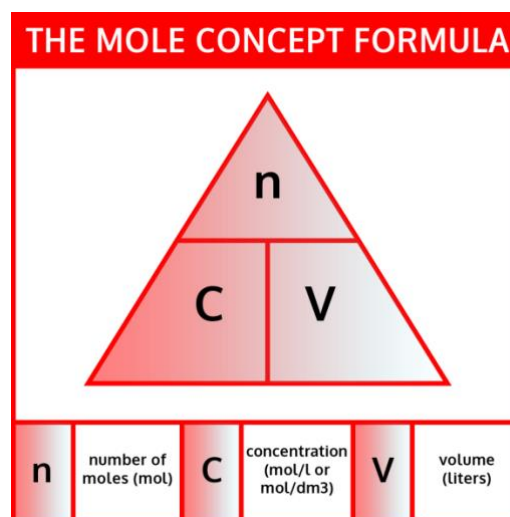 THE MOLE CONCEPT FORMULA
n
C V
n
number of
moles (mol)
C
concentration
(mol/l or
mol/dm3)
V
volume
(liters)